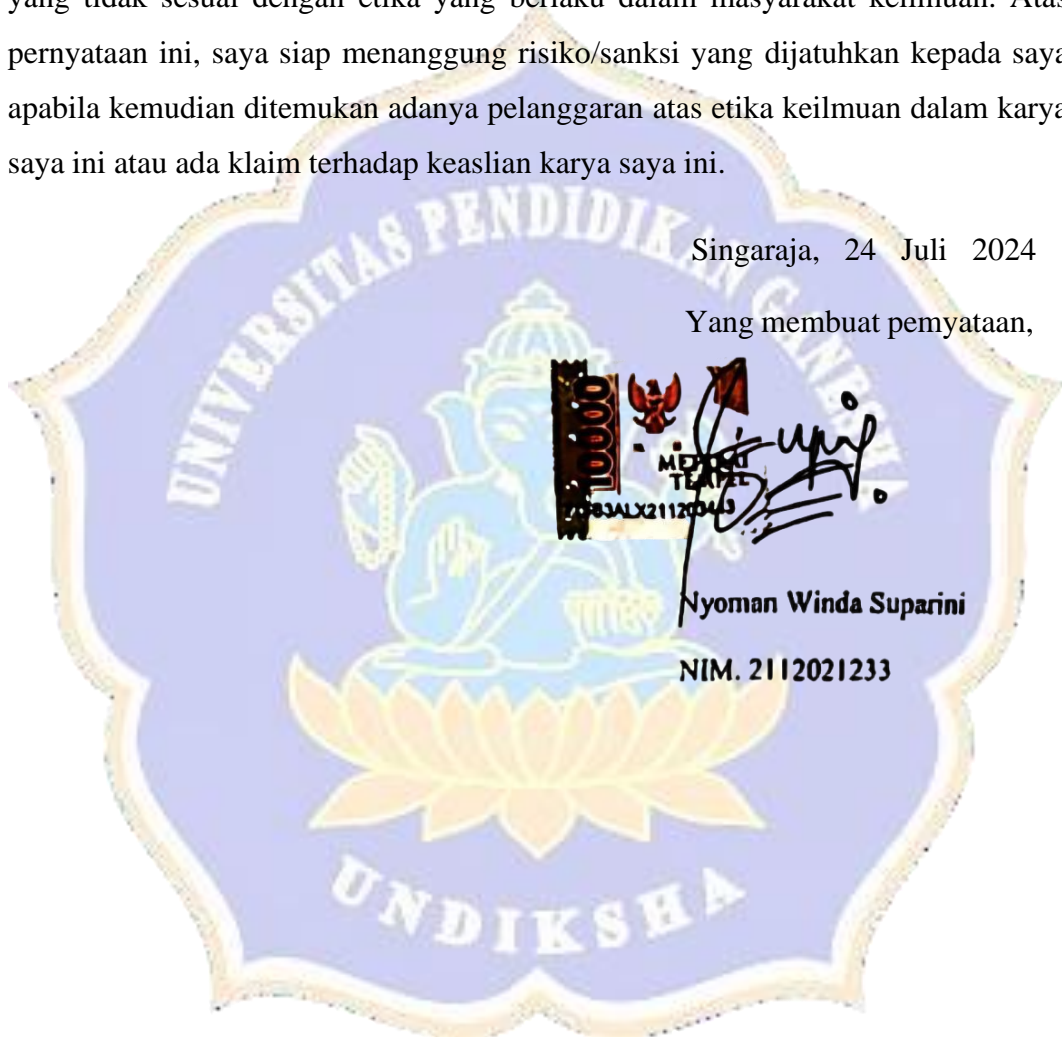 yang tidak sesuai dengan etika yang berlaku dalam masyarakat keilmuan. Atas
pernyataan ini, saya siap menanggung risiko/sanksi yang dijatuhkan kepada saya
apabila kemudian ditemukan adanya pelanggaran atas etika keilmuan dalam karya
saya ini atau ada klaim terhadap keaslian karya saya ini.
UNIVERSITAS PENDIDIKAN GANESHA
Singaraja, 24 Juli 2024
Yang membuat pemyataan,
10000
TEMPEL
Nyoman Winda Suparini
NIM. 2112021233
UNDIKSHA